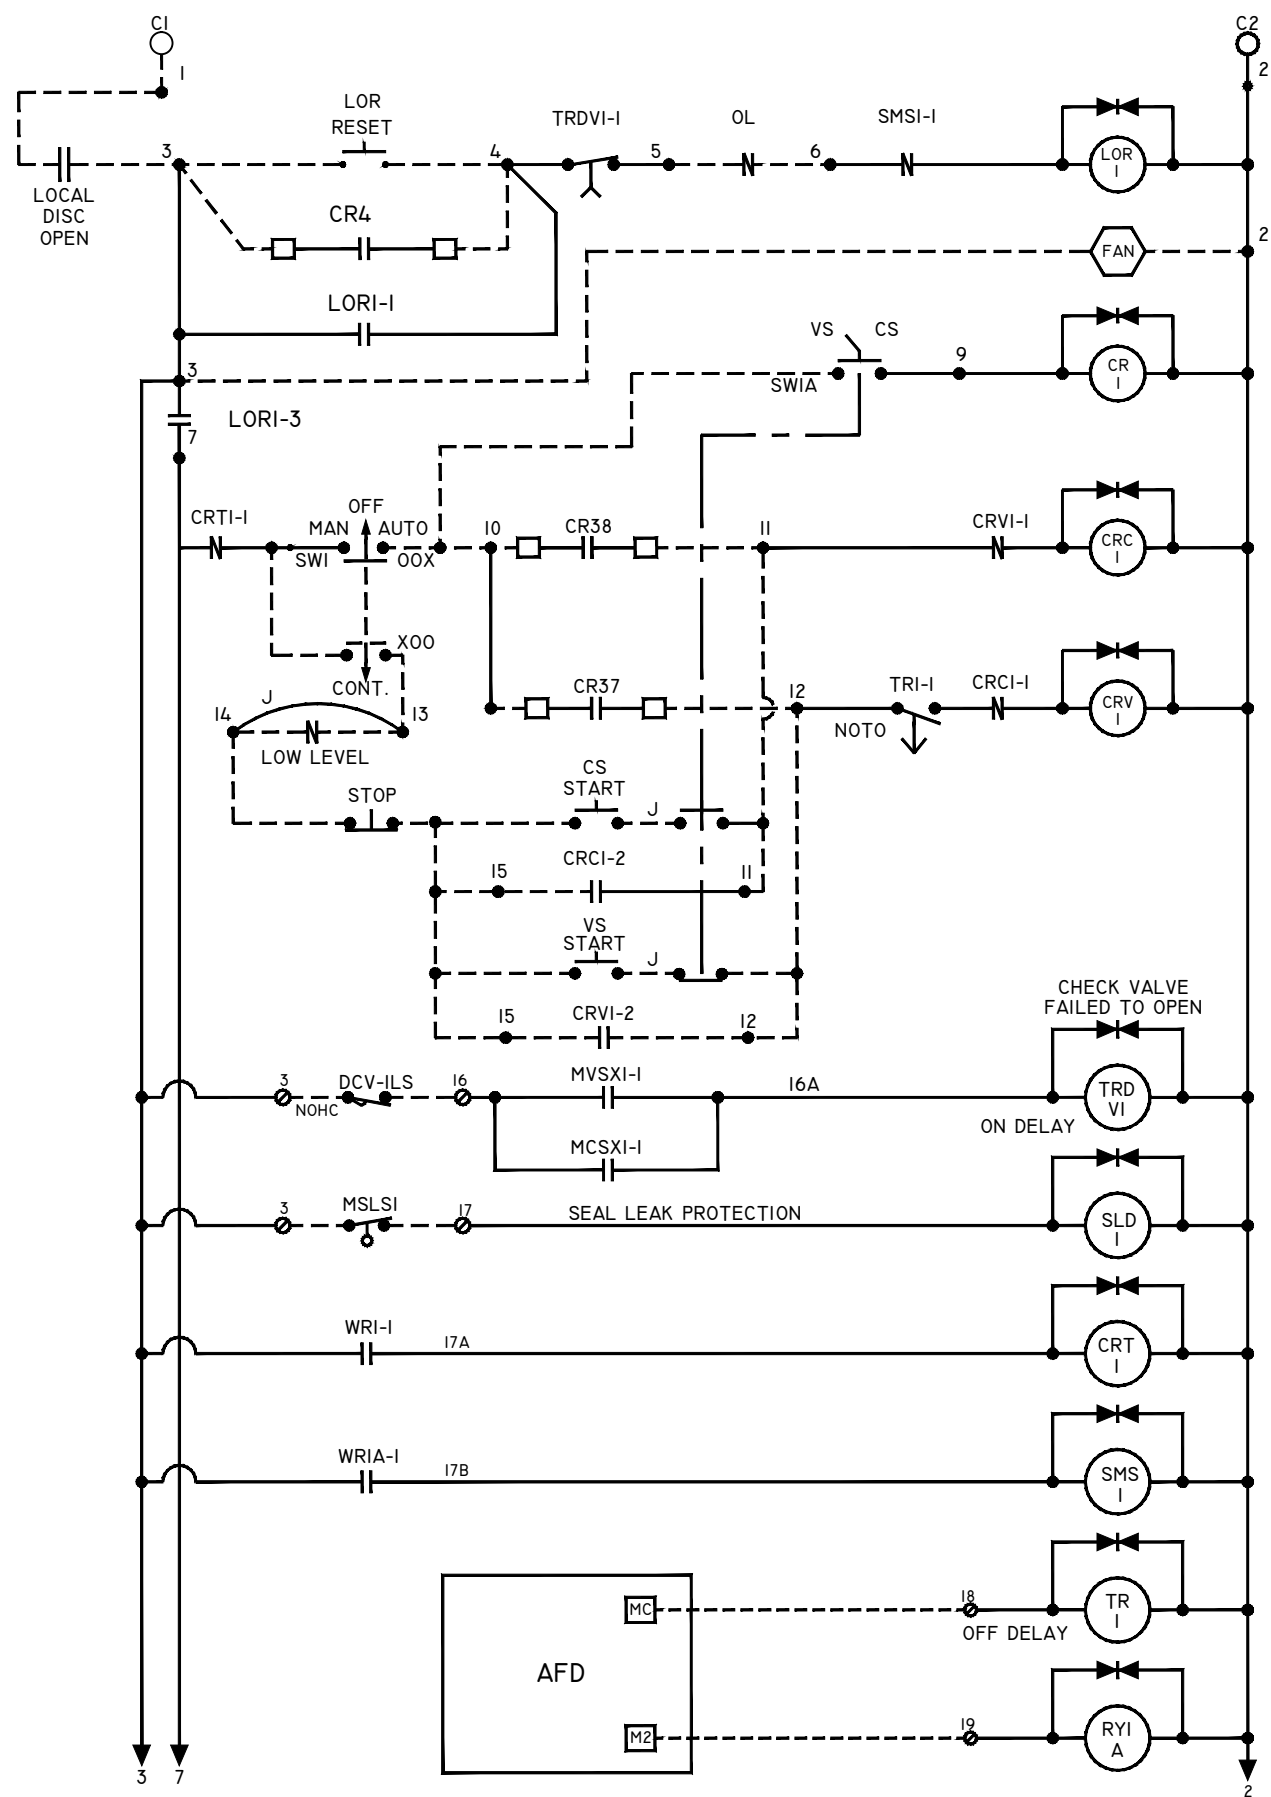 C1
C2
1
2
LOR
RESET
TRDV1-1
OL
SMS1-1
3
4
5
6
LOR
1
LOCAL
DISC
OPEN
CR4
2
FAN
LOR1-1
VS
CS
9
SW1A
CR
1
3
LOR1-3
7
CRT1-1
OFF
MAN
AUTO
SW1
OOX
10
CR38
11
CRV1-1
CRC
1
XOO
CONT.
J
14
13
LOW LEVEL
CR37
12
TR1-1
NOTO
CRC1-1
CRV
1
STOP
CS
START
J
CRC1-2
15
11
VS
START
J
CRV1-2
15
12
CHECK VALVE
FAILED TO OPEN
3
DCV-1LS
NOHC
16
MVSX1-1
16A
TRD
V1
ON DELAY
MCSX1-1
3
MSLS1
17
SEAL LEAK PROTECTION
SLD
1
WR1-1
17A
CRT
1
WR1A-1
17B
SMS
1
MC
18
TR
1
OFF DELAY
AFD
M2
19
RY1
A
3
7
2